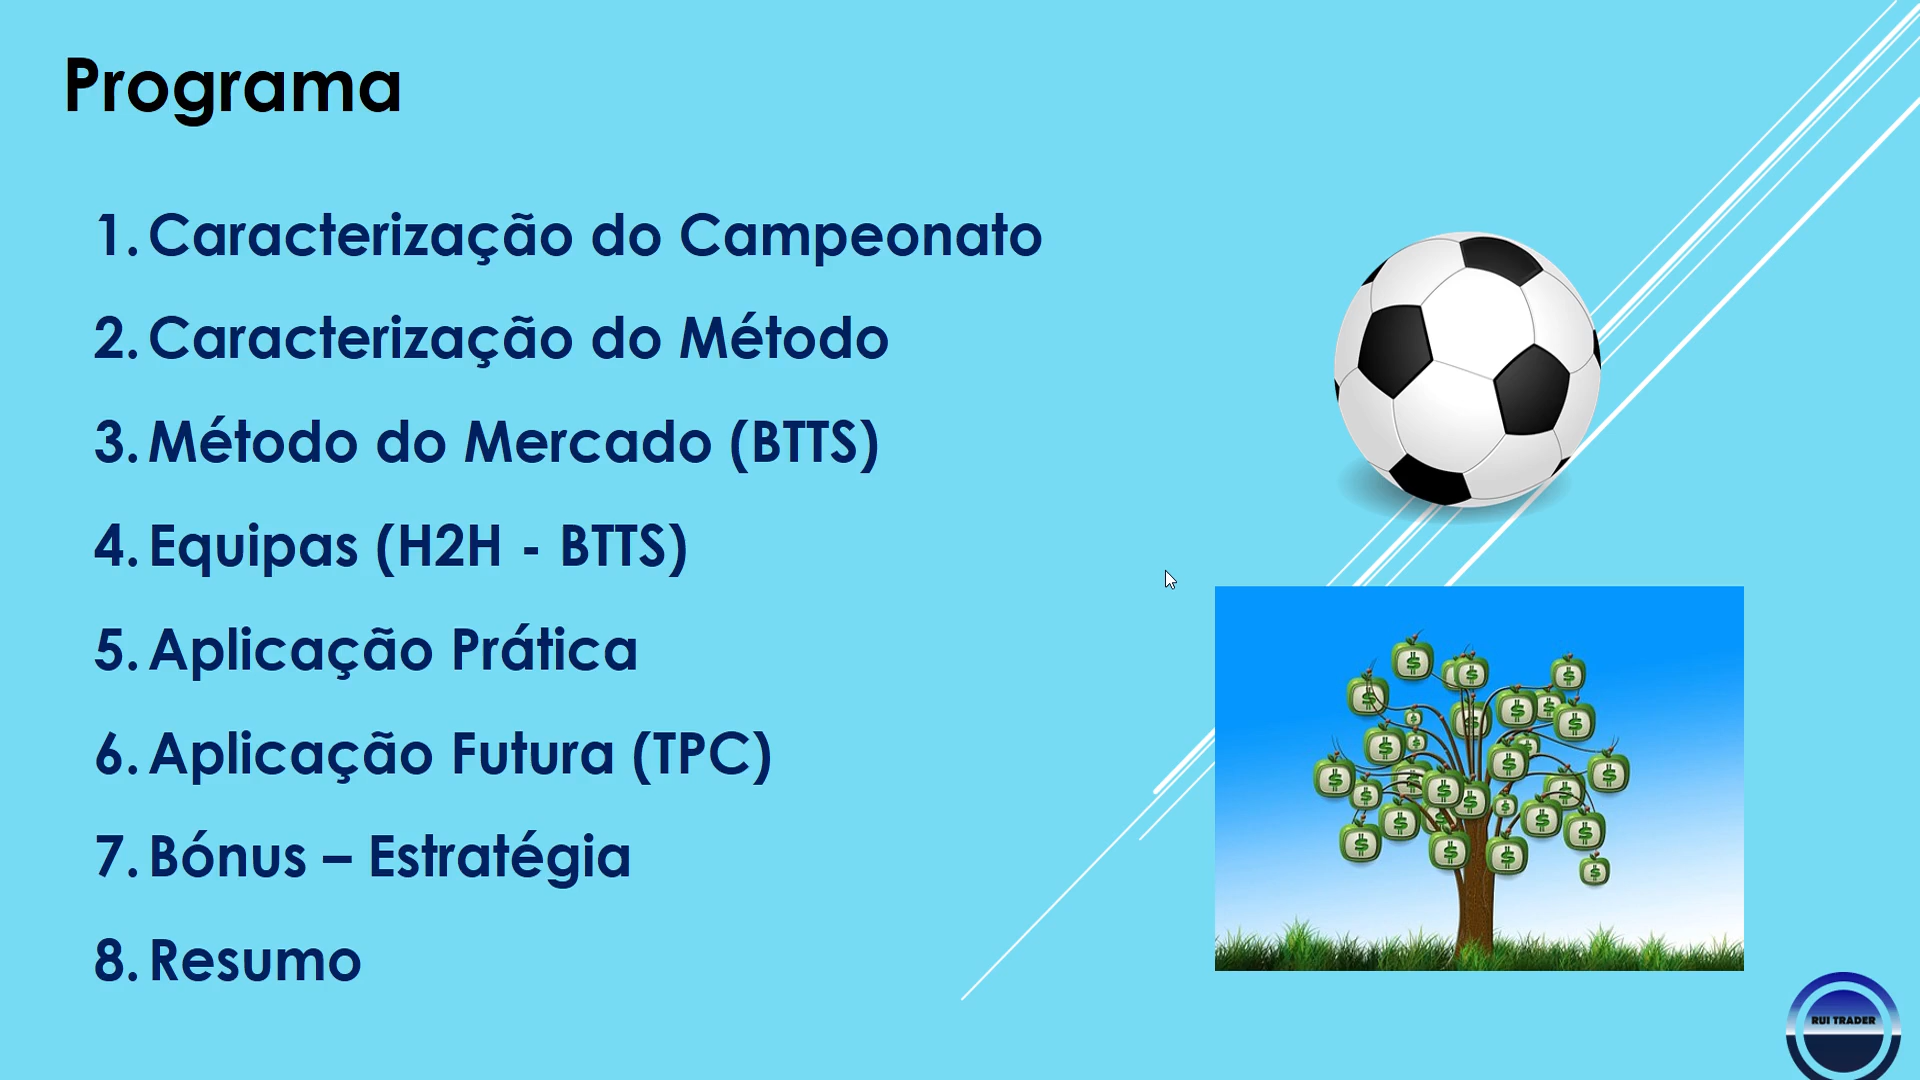 Programa
1. Caracterização do Campeonato
2. Caracterização do Método
3. Método do Mercado (BTTS)
4. Equipas (H2H - BTTS)
5. Aplicação Prática
6. Aplicação Futura (TPC)
7. Bónus – Estratégia
8. Resumo
RUI TRADER